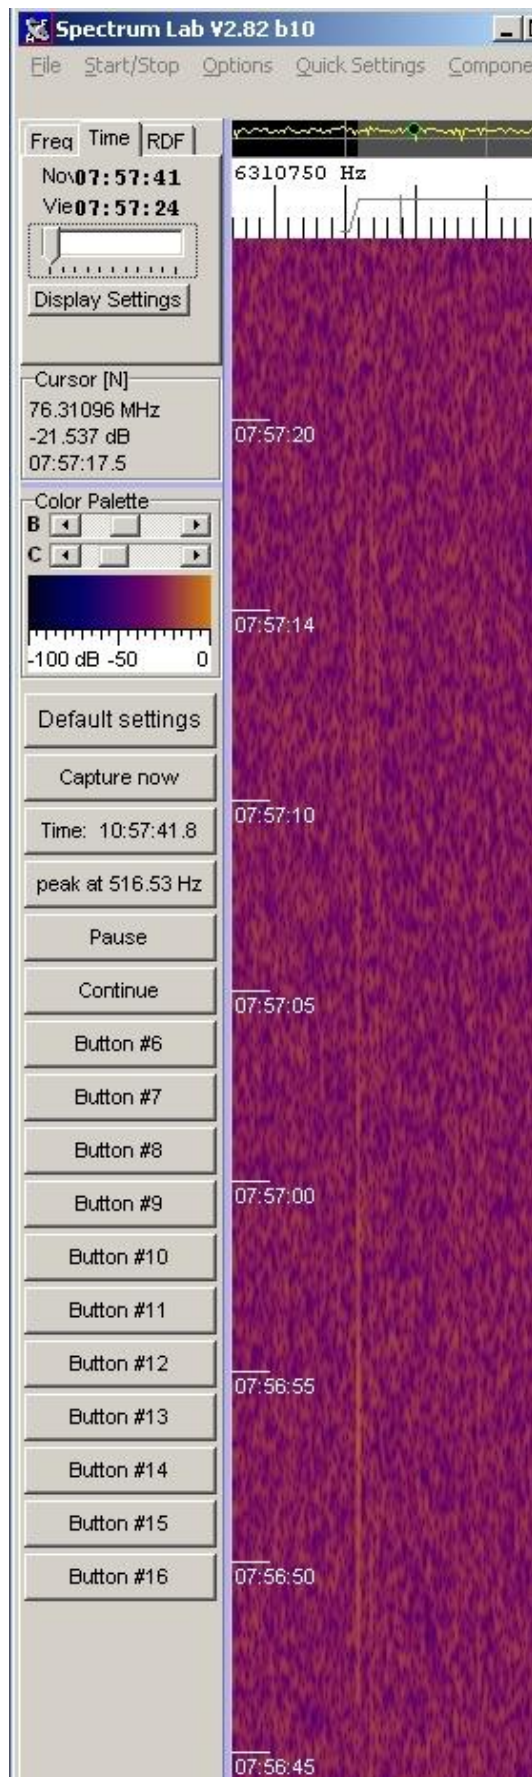 Spectrum Lab V2.82 b10
File Start/Stop Options Quick Settings Compone
Freq Time RDF
Nov 07:57:41
Vie 07:57:24
Display Settings
6310750 Hz
Cursor [N]
76.31096 MHz
-21.537 dB
07:57:17.5
Color Palette
B
C
-100 dB -50 0
Default settings
Capture now
Time: 10:57:41.8
peak at 516.53 Hz
Pause
Continue
Button #6
Button #7
Button #8
Button #9
Button #10
Button #11
Button #12
Button #13
Button #14
Button #15
Button #16
07:57:20
07:57:14
07:57:10
07:57:05
07:57:00
07:56:55
07:56:50
07:56:45